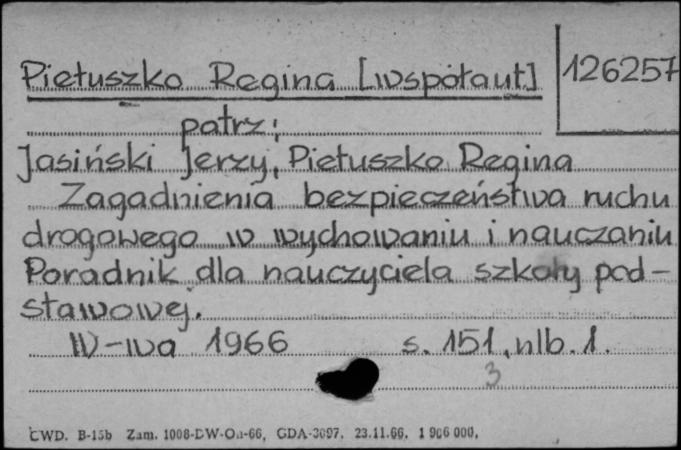 Pietuszko Regina [współaut]
126257
patrz:
Jasiński Jerzy, Pietuszko Regina
Zagadnienia bezpieczeństwa ruchu
drogowego w wychowaniu i nauczaniu
Poradnik dla nauczyciela szkoły pod-
stawowej.
W-wa 1966 s. 151, nlb. 1.
3
CWD. B-15b Zam. 1008-DW-On-66, GDA-3097. 23.11.66. 1 906 000.